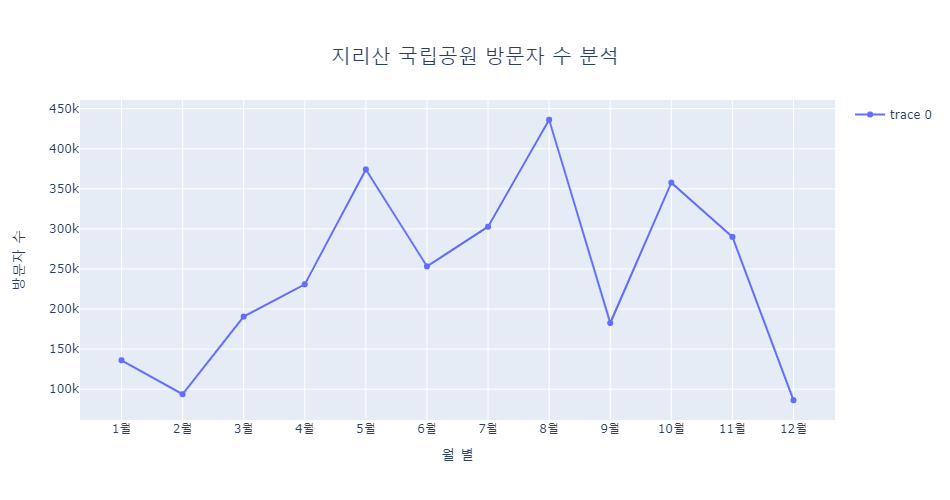 지리산 국립공원 방문자 수 분석
trace 0
450k
400k
350k
300k
250k
200k
150k
100k
방문자 수
1월 2월 3월 4월 5월 6월 7월 8월 9월 10월 11월 12월
월 별